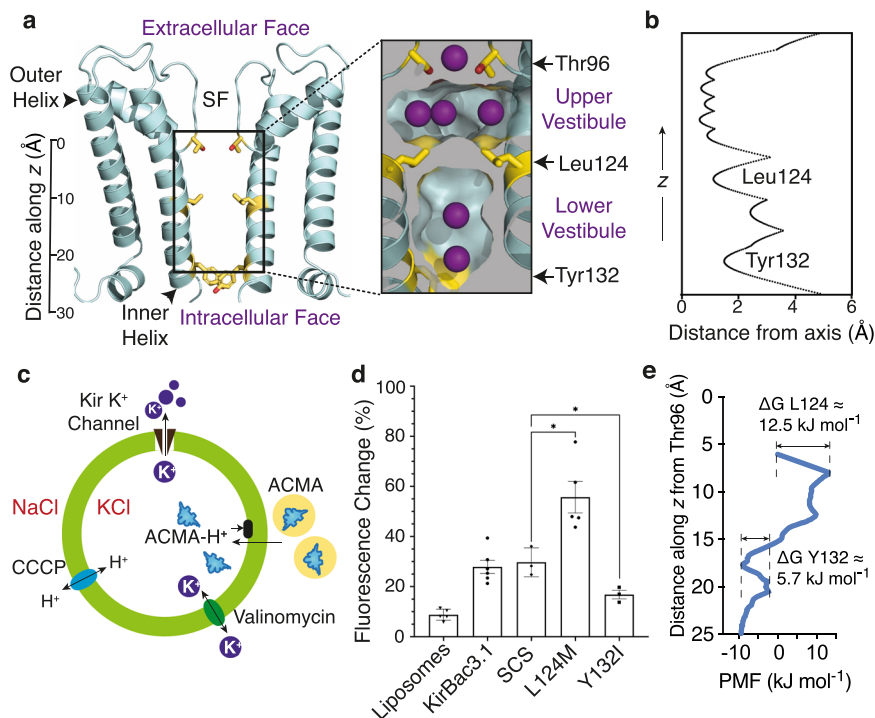 a
Extracellular Face
Outer
Helix
SF
Distance along z (Å)
0
10
20
30
Inner
Helix
Intracellular Face
Thr96
Upper
Vestibule
Leu124
Lower
Vestibule
Tyr132
b
z
Leu124
Tyr132
0 2 4 6
Distance from axis (Å)
c
Kir K+
Channel
K+
K+
NaCl
KCl
ACMA
ACMA-H+
CCCP
H+
H+
K+
Valinomycin
K+
d
Fluorescence Change (%)
100
80
60
40
20
0
*
*
Liposomes
KirBac3.1
SCS
L124M
Y132I
e
Distance along z from Thr96 (Å)
0
5
10
15
20
25
ΔG L124 ≈
12.5 kJ mol-1
ΔG Y132 ≈
5.7 kJ mol-1
-10 0 10
PMF (kJ mol-1)